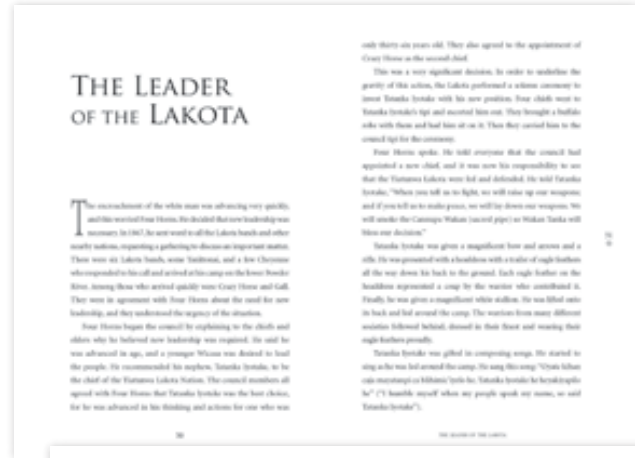 THE LEADER
OF THE LAKOTA
The encroachment of the white man was advancing very quickly,
and this worried Four Horns. He decided that new leadership was
necessary. In 1867, he sent word to all the Lakota bands and other
nearby nations, requesting a gathering to discuss an important matter.
There were six Lakota bands, some Yanktonai, and a few Cheyenne
who responded to his call and arrived at his camp on the lower Powder
River. Among those who arrived quickly were Crazy Horse and Gall.
They were in agreement with Four Horns about the need for new
leadership, and they understood the urgency of the situation.
Four Horns began the council by explaining to the chiefs and
elders why he believed new leadership was required. He said he
was advanced in age, and a younger Wicasa was desired to lead
the people. He recommended his nephew, Tatanka Iyotake, to be
the chief of the Titonwan Lakota Nation. The council members all
agreed with Four Horns that Tatanka Iyotake was the best choice,
for he was advanced in his thinking and actions for one who was
30
only thirty-six years old. They also agreed to the appointment of
Crazy Horse as the second chief.
This was a very significant decision. In order to underline the
gravity of this action, the Lakota performed a solemn ceremony to
invest Tatanka Iyotake with his new position. Four chiefs went to
Tatanka Iyotake's tipi and escorted him out. They brought a buffalo
robe with them and had him sit on it. Then they carried him to the
council tipi for the ceremony.
Four Horns spoke. He told everyone that the council had
appointed a new chief, and it was now his responsibility to see
that the Lakota were fed and defended. He told Tatanka
Iyotake, "When you tell us to fight, we will raise up our weapons;
and if you tell us to make peace, we will lay down our weapons. We
will smoke the Cannupa Wakan (sacred pipe) so Wakan Tanka will
bless our decision."
Tatanka Iyotake was given a magnificent bow and arrows and a
rifle. He was presented with a headdress with a trailer of eagle feathers
all the way down his back to the ground. Each eagle feather on the
headdress represented a coup by the warrior who contributed it.
Finally, he was given a magnificent white stallion. He was lifted onto
its back and led around the camp. The warriors from many different
societies followed behind, dressed in their finest and wearing their
eagle feathers proudly.
Tatanka Iyotake was gifted in composing songs. He started to
sing as he was led around the camp. He sang this song:
Tatanka Iyotake
he" ("I humble myself when my people speak my name, so said
Tatanka Iyotake").
THE LEADER OF THE LAKOTA